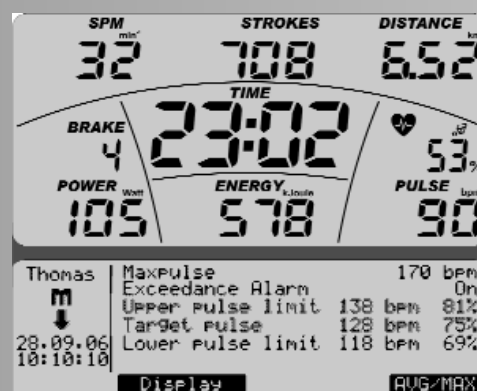 SPM STROKES DISTANCE
min⁻¹ km
32 708 6.52
TIME
23:02
BRAKE
4 53%
POWER Watt ENERGY k.Joule PULSE bpm
105 578 90
Thomas
m
28.09.06
10:10:10
Maxpulse 170 bpm
Exceedance Alarm On
Upper pulse limit 138 bpm 81%
Target pulse 128 bpm 75%
Lower pulse limit 118 bpm 69%
Display AVG/MAX